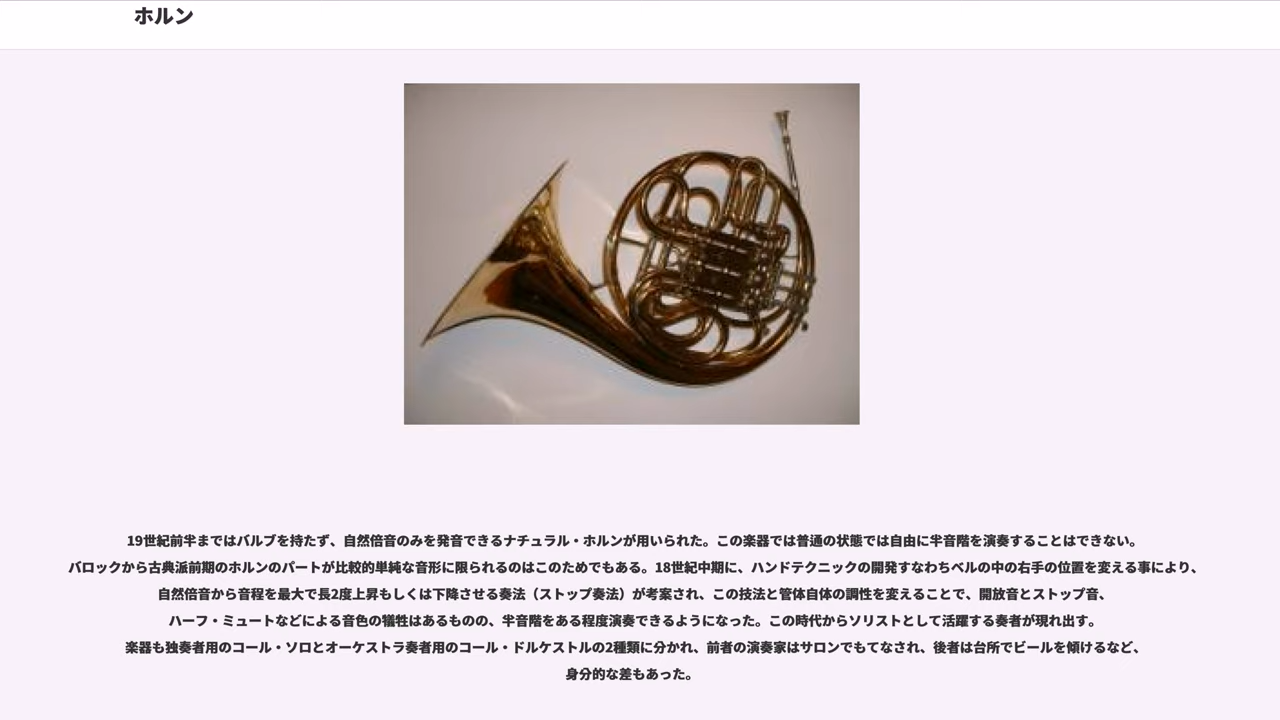 ホルン
19世紀前半まではバルブを持たず、自然倍音のみを発音できるナチュラル・ホルンが用いられた。この楽器では普通の状態では自由に半音階を演奏することはできない。
バロックから古典派前期のホルンのパートが比較的単純な音形に限られるのはこのためでもある。18世紀中期に、ハンドテクニックの開発すなわちベルの中の右手の位置を変える事により、
自然倍音から音程を最大で長2度上昇もしくは下降させる奏法（ストップ奏法）が考案され、この技法と管体自体の調性を変えることで、開放音とストップ音、
ハーフ・ミュートなどによる音色の犠牲はあるものの、半音階をある程度演奏できるようになった。この時代からソリストとして活躍する奏者が現れ出す。
楽器も独奏者用のコール・ソロとオーケストラ奏者用のコール・ドルケストルの2種類に分かれ、前者の演奏家はサロンでもてなされ、後者は台所でビールを傾けるなど、
身分的な差もあった。